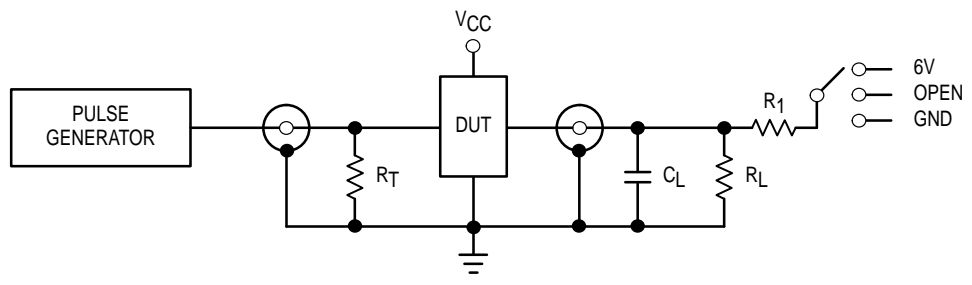 VCC
PULSE
GENERATOR
RT
DUT
CL
RL
R1
6V
OPEN
GND